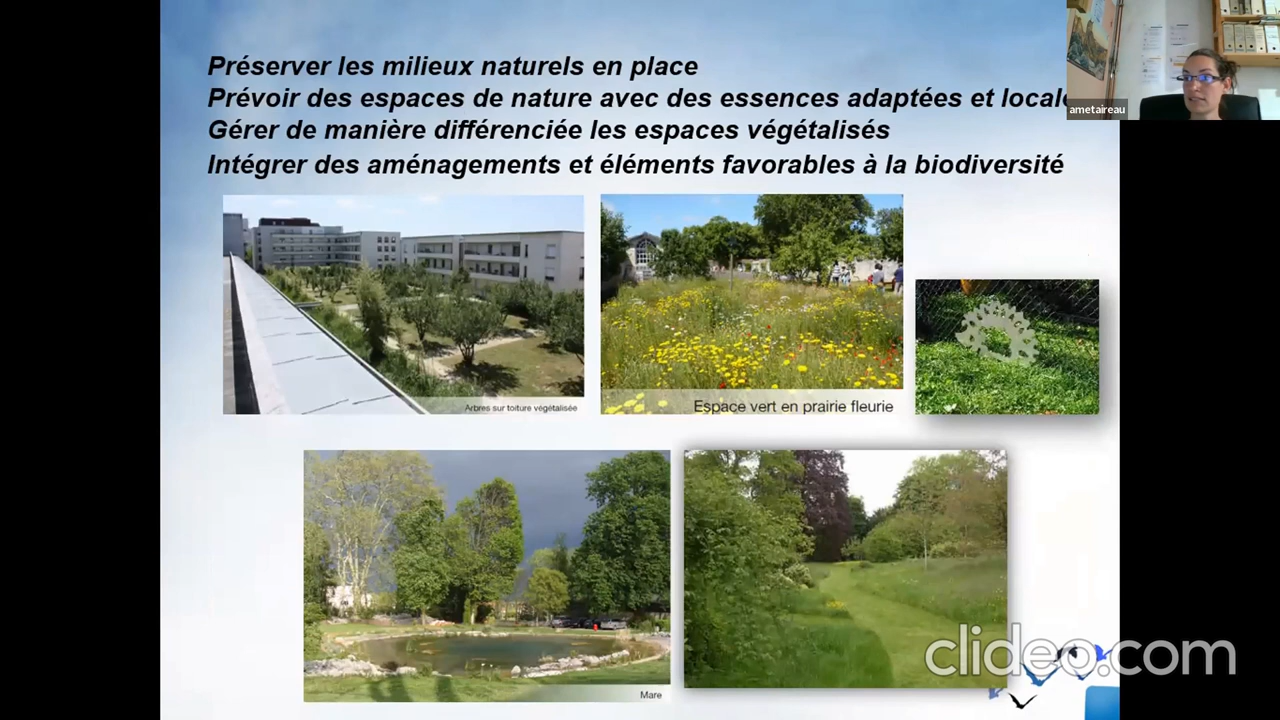 Préserver les milieux naturels en place
Prévoir des espaces de nature avec des essences adaptées et locale
Gérer de manière différenciée les espaces végétalisés
Intégrer des aménagements et éléments favorables à la biodiversité
ametaireau
Arbres sur toiture végétalisée
Espace vert en prairie fleurie
Mare
clideo.com